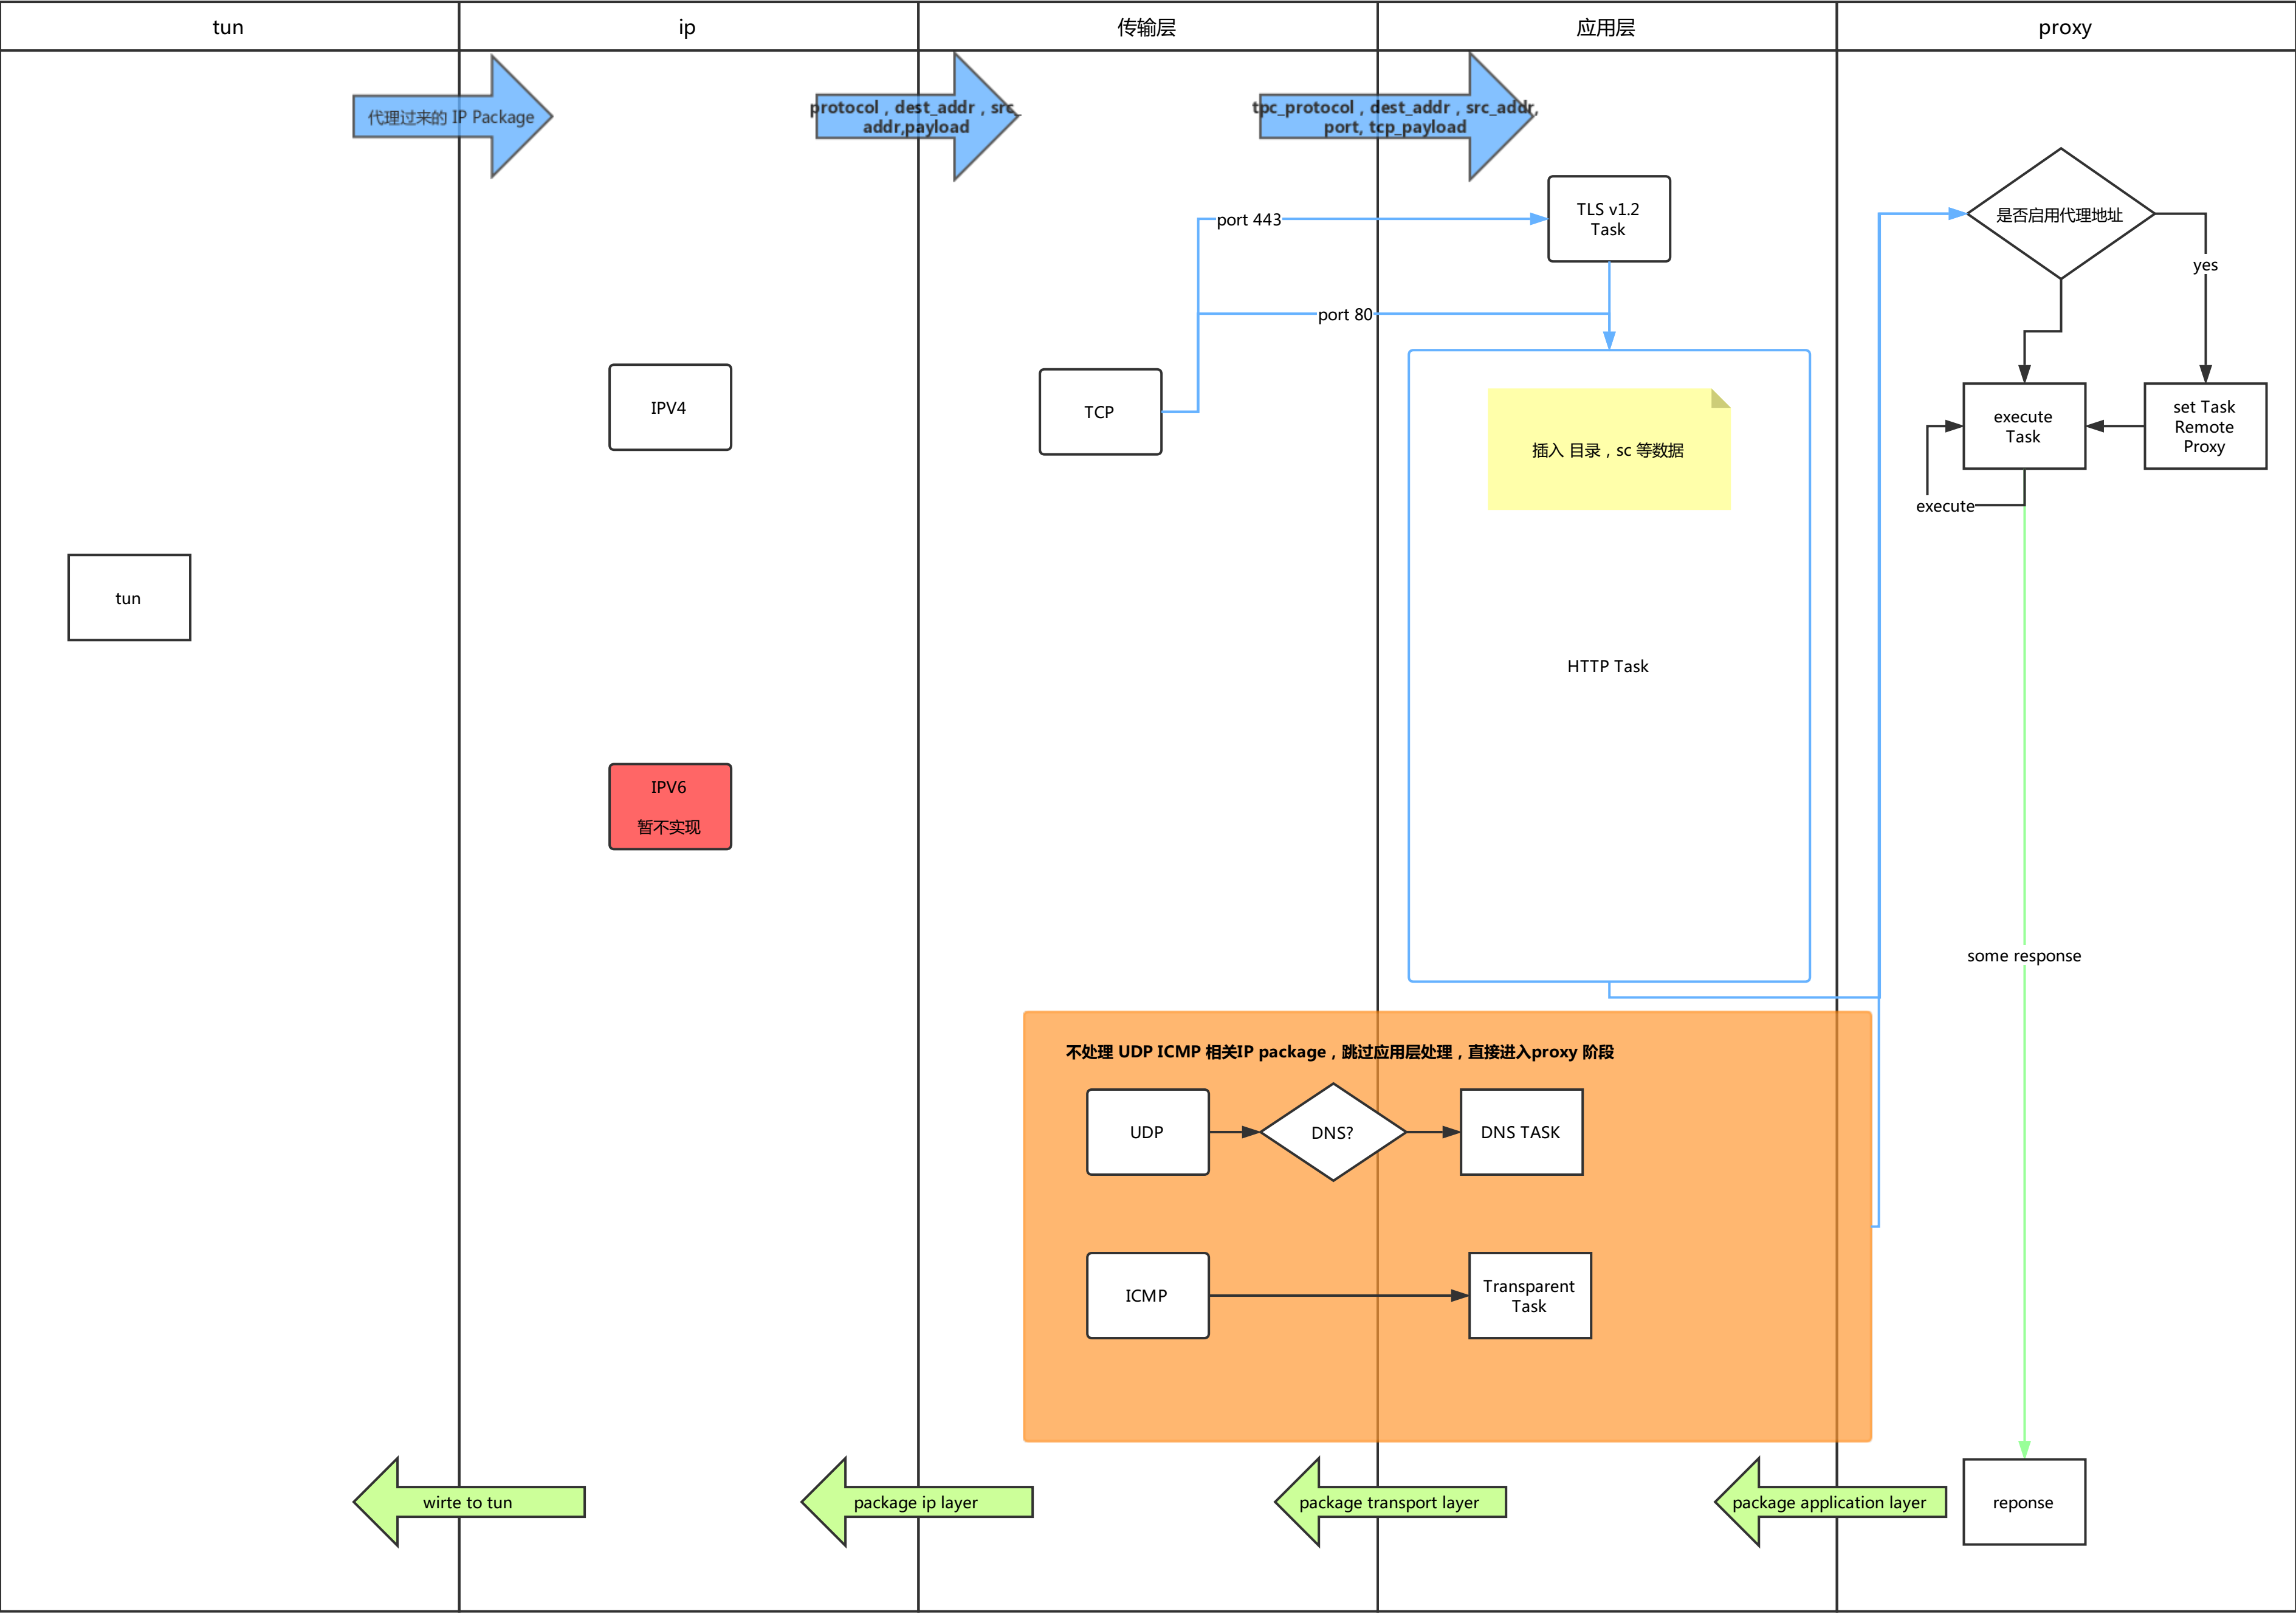 tun
ip
传输层
应用层
proxy
代理过来的 IP Package
protocol，dest_addr，src_
addr,payload
tpc_protocol，dest_addr，src_addr,
port, tcp_payload
TLS v1.2
Task
port 443
是否启用代理地址
yes
port 80
IPV4
TCP
插入 目录，sc 等数据
execute
Task
set Task
Remote
Proxy
execute
tun
HTTP Task
IPV6
暂不实现
some response
不处理 UDP ICMP 相关IP package，跳过应用层处理，直接进入proxy 阶段
UDP
DNS?
DNS TASK
ICMP
Transparent
Task
wirte to tun
package ip layer
package transport layer
package application layer
reponse